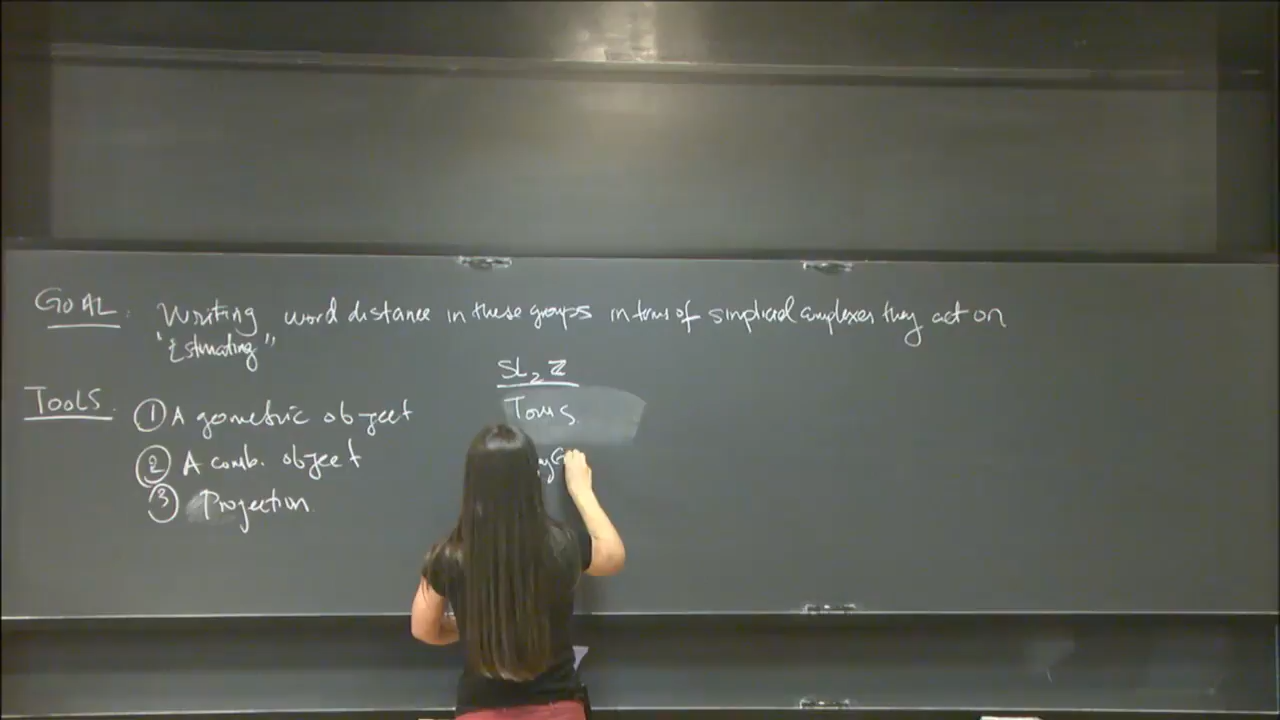 GOAL: Writing word distance in these groups in terms of simplicial complexes they act on
"Estimating"
SL₂ ℤ
TOOLS. ① A geometric object Torus
② A comb. object
③ Projection.